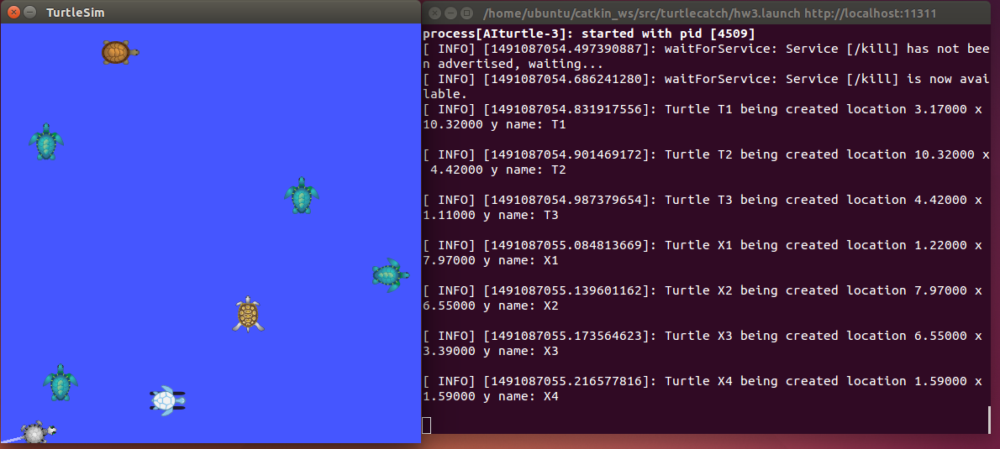 TurtleSim
/home/ubuntu/catkin_ws/src/turtlecatch/hw3.launch http://localhost:11311
process[AIturtle-3]: started with pid [4509]
[ INFO] [1491087054.497390887]: waitForService: Service [/kill] has not bee
n advertised, waiting...
[ INFO] [1491087054.686241280]: waitForService: Service [/kill] is now avai
lable.
[ INFO] [1491087054.831917556]: Turtle T1 being created location 3.17000 x
10.32000 y name: T1
[ INFO] [1491087054.901469172]: Turtle T2 being created location 10.32000 x
4.42000 y name: T2
[ INFO] [1491087054.987379654]: Turtle T3 being created location 4.42000 x
1.11000 y name: T3
[ INFO] [1491087055.084813669]: Turtle X1 being created location 1.22000 x
7.97000 y name: X1
[ INFO] [1491087055.139601162]: Turtle X2 being created location 7.97000 x
6.55000 y name: X2
[ INFO] [1491087055.173564623]: Turtle X3 being created location 6.55000 x
3.39000 y name: X3
[ INFO] [1491087055.216577816]: Turtle X4 being created location 1.59000 x
1.59000 y name: X4